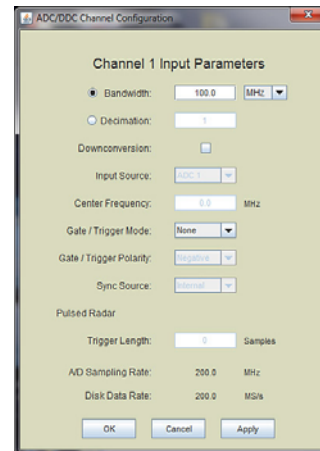 ADC/DDC Channel Configuration
Channel 1 Input Parameters
Bandwidth: 100.0 MHz
Decimation: 1
Downconversion:
Input Source: ADC 1
Center Frequency: 0.0 MHz
Gate / Trigger Mode: None
Gate / Trigger Polarity: Negative
Sync Source: Internal
Pulsed Radar
Trigger Length: 0 Samples
A/D Sampling Rate: 200.0 MHz
Disk Data Rate: 200.0 MS/s
OK Cancel Apply